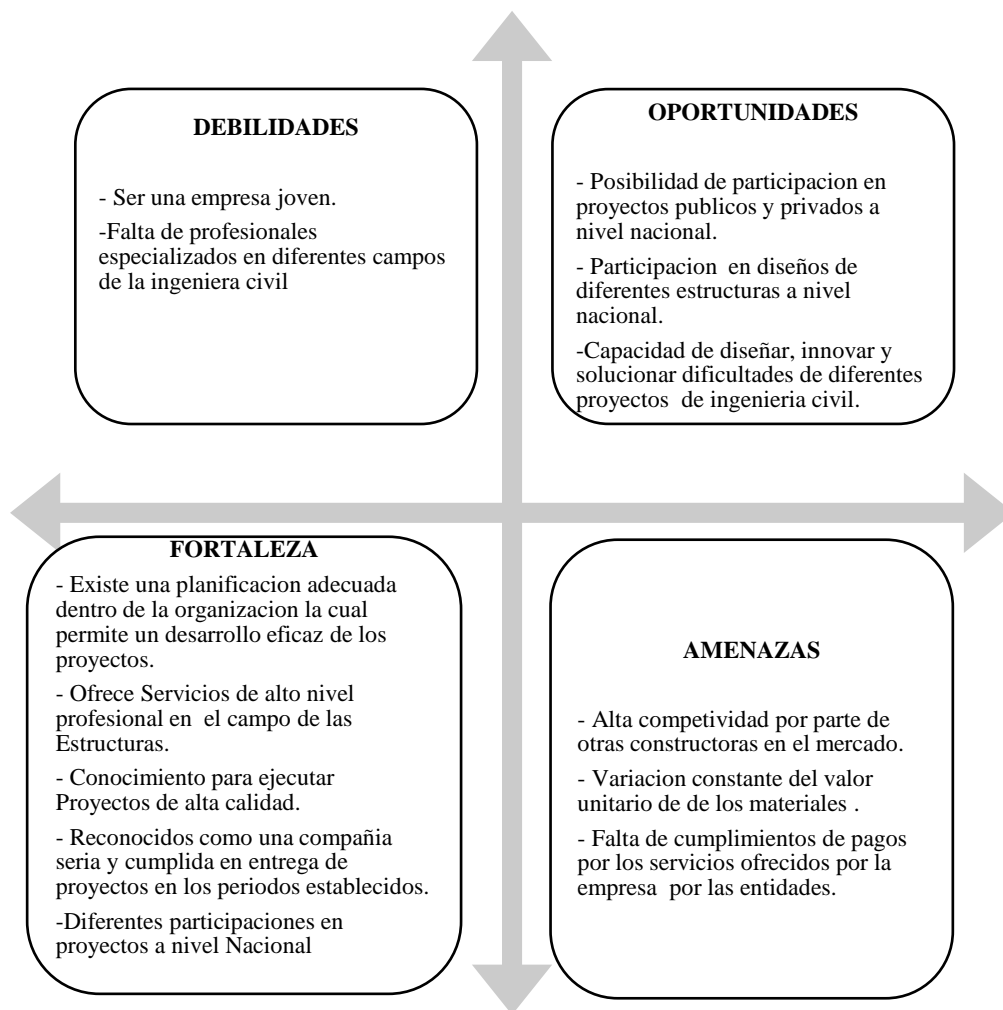 DEBILIDADES
- Ser una empresa joven.
-Falta de profesionales
especializados en diferentes campos
de la ingeniera civil
OPORTUNIDADES
- Posibilidad de participacion en
proyectos publicos y privados a
nivel nacional.
- Participacion en diseños de
diferentes estructuras a nivel
nacional.
-Capacidad de diseñar, innovar y
solucionar dificultades de diferentes
proyectos de ingenieria civil.
FORTALEZA
- Existe una planificacion adecuada
dentro de la organizacion la cual
permite un desarrollo eficaz de los
proyectos.
- Ofrece Servicios de alto nivel
profesional en el campo de las
Estructuras.
- Conocimiento para ejecutar
Proyectos de alta calidad.
- Reconocidos como una compañia
seria y cumplida en entrega de
proyectos en los periodos establecidos.
-Diferentes participaciones en
proyectos a nivel Nacional
AMENAZAS
- Alta competividad por parte de
otras constructoras en el mercado.
- Variacion constante del valor
unitario de de los materiales .
- Falta de cumplimientos de pagos
por los servicios ofrecidos por la
empresa por las entidades.